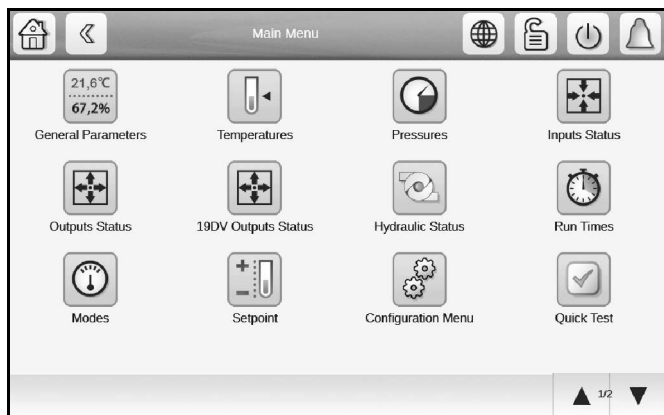 Main Menu
21,6°C
67,2%
General Parameters
Temperatures
Pressures
Inputs Status
Outputs Status
19DV Outputs Status
Hydraulic Status
Run Times
Modes
Setpoint
Configuration Menu
Quick Test
1/2